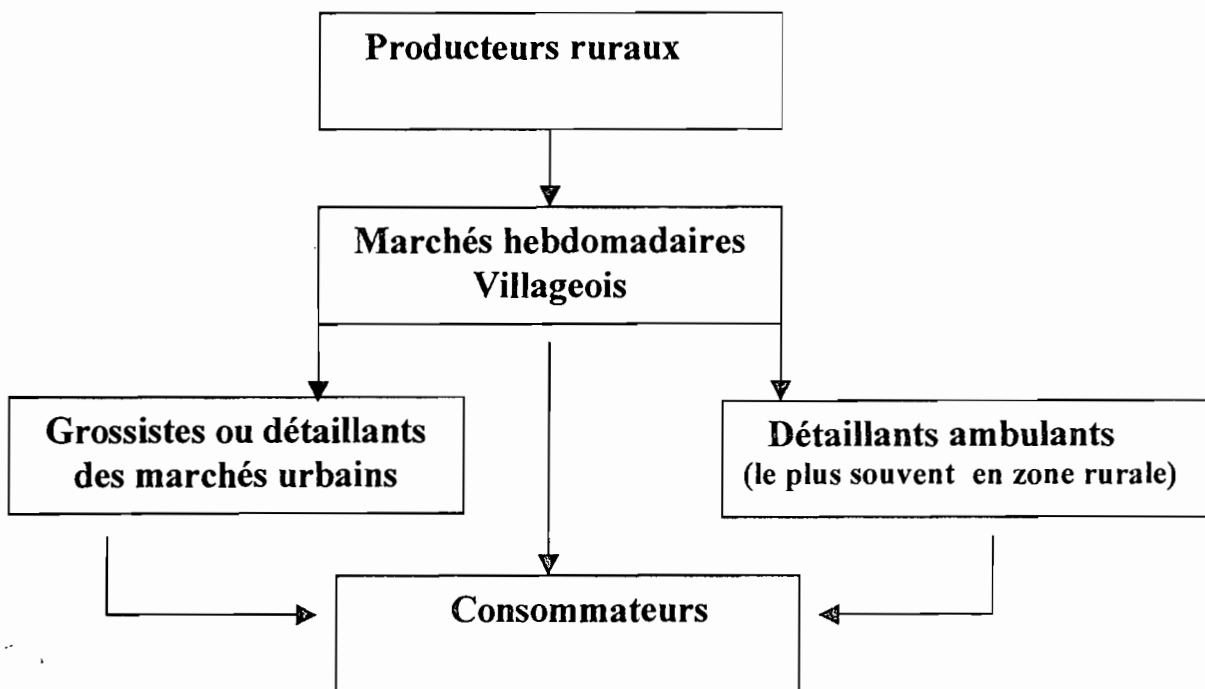 Producteurs ruraux
Marchés hebdomadaires
Villageois
Grossistes ou détaillants
des marchés urbains
Détaillants ambulants
(le plus souvent en zone rurale)
Consommateurs